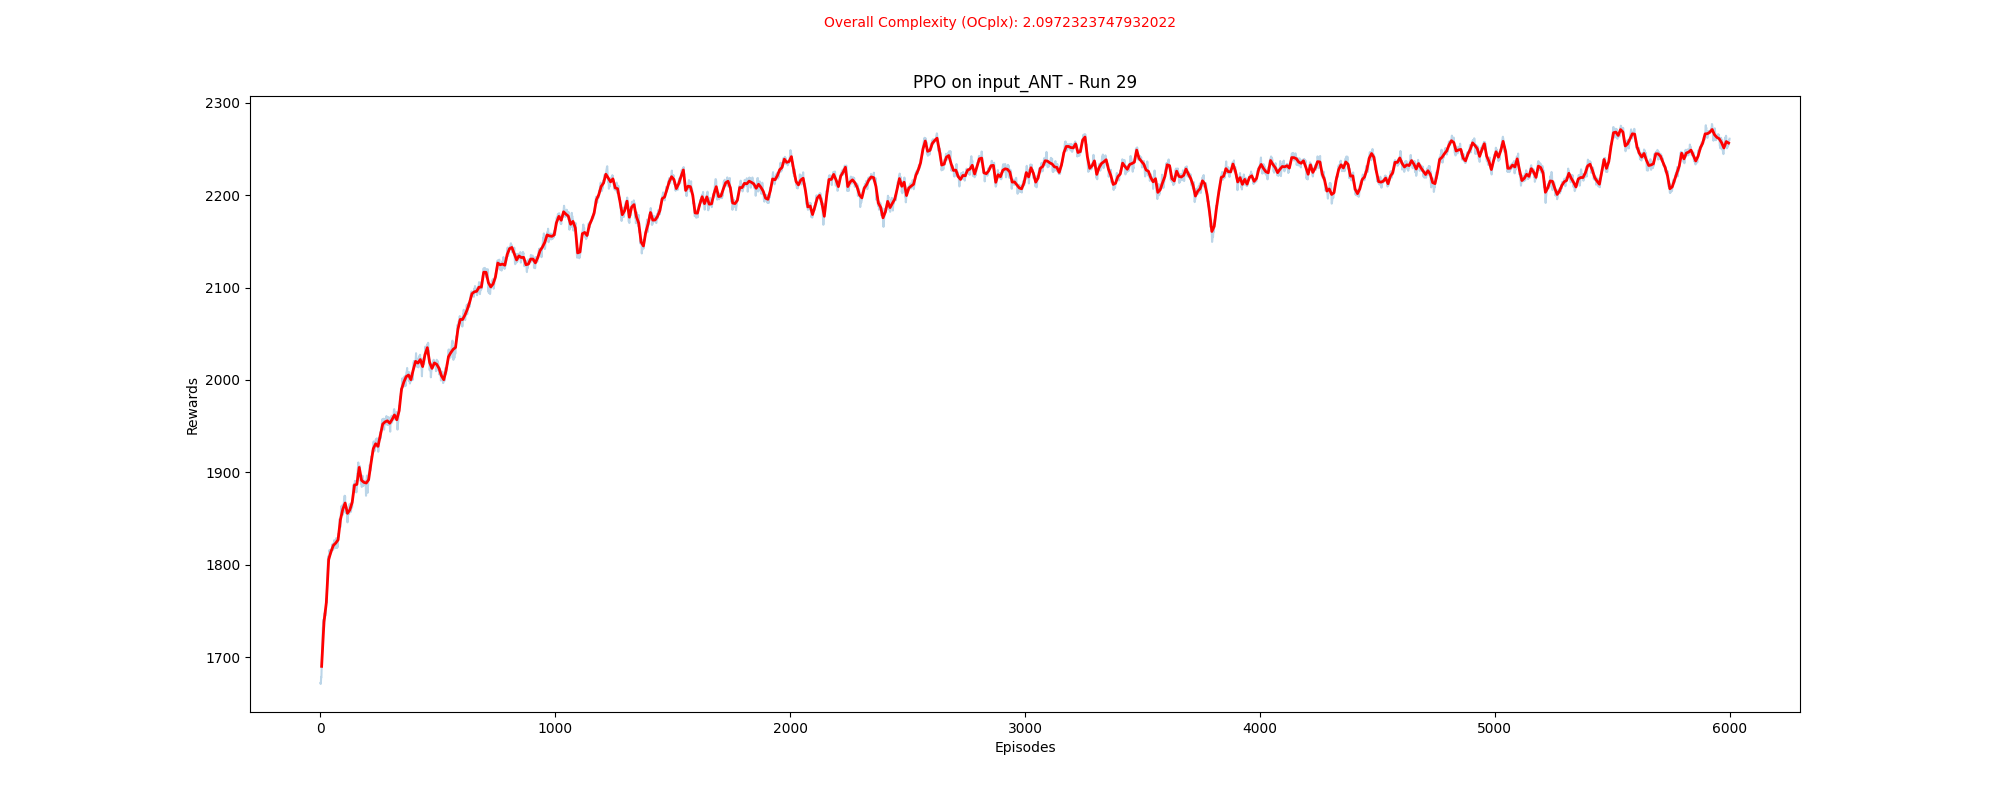 Overall Complexity (OCplx): 2.0972323747932022
PPO on input_ANT - Run 29
2300
2200
2100
2000
1900
1800
1700
Rewards
0 1000 2000 3000 4000 5000 6000
Episodes